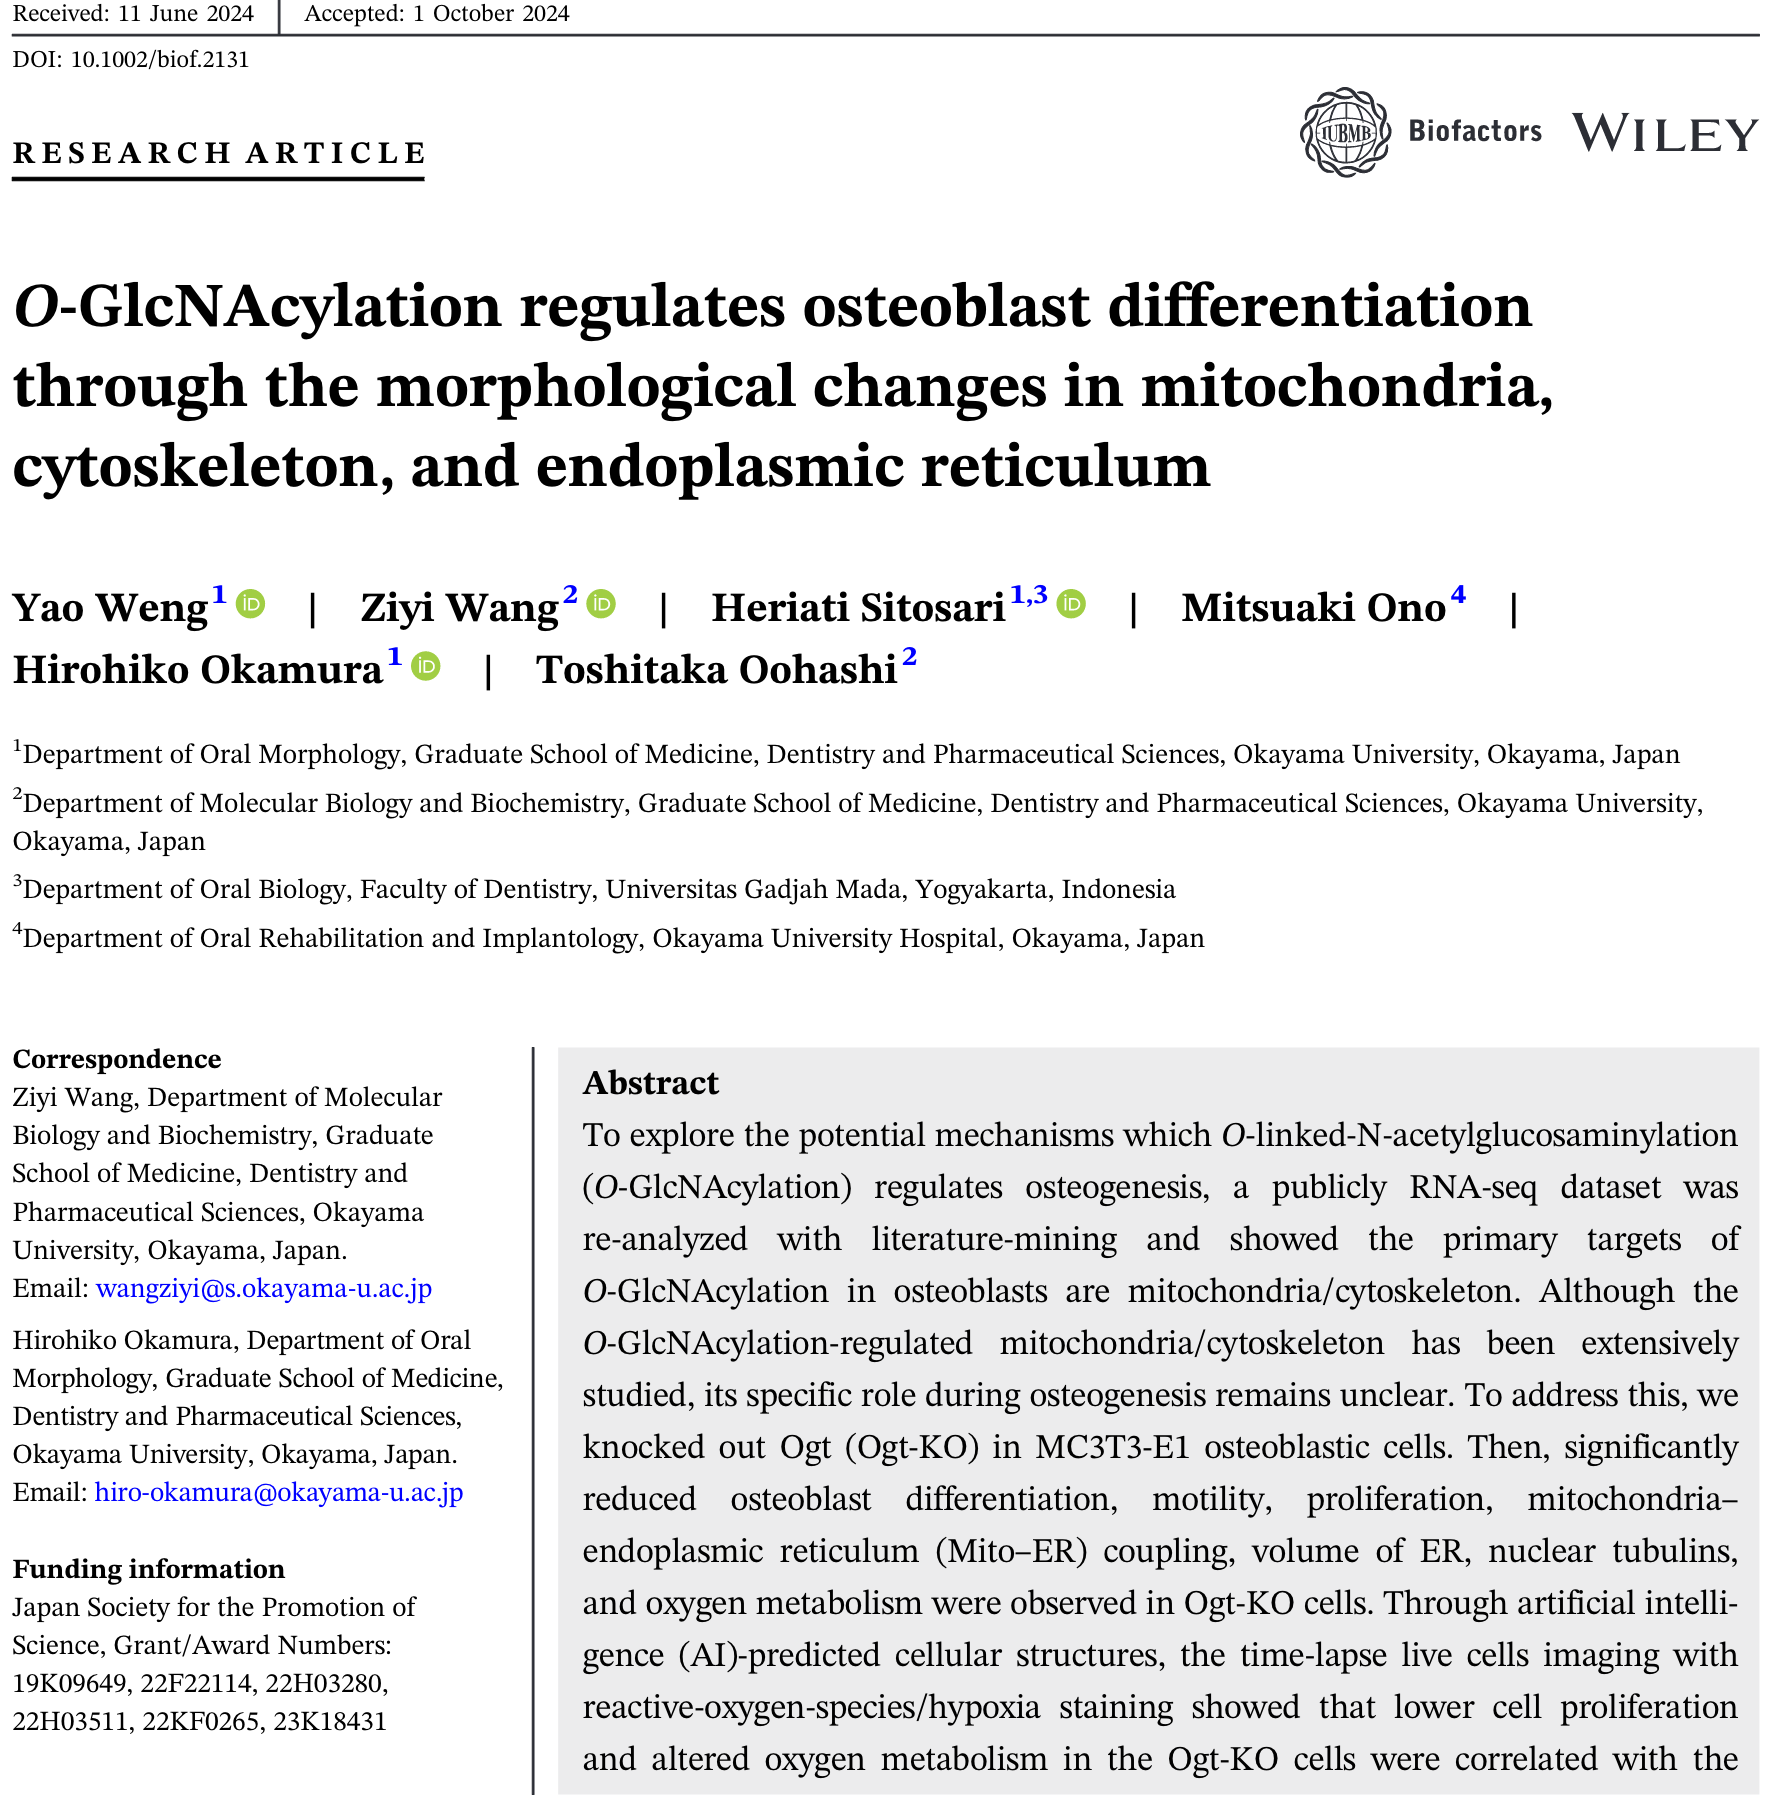 Received: 11 June 2024 Accepted: 1 October 2024
DOI: 10.1002/biof.2131
IUBMB Biofactors WILEY
RESEARCH ARTICLE
O-GlcNAcylation regulates osteoblast differentiation
through the morphological changes in mitochondria,
cytoskeleton, and endoplasmic reticulum
Yao Weng1 iD | Ziyi Wang2 iD | Heriati Sitosari1,3 iD | Mitsuaki Ono4 |
Hirohiko Okamura1 iD | Toshitaka Oohashi2
1Department of Oral Morphology, Graduate School of Medicine, Dentistry and Pharmaceutical Sciences, Okayama University, Okayama, Japan
2Department of Molecular Biology and Biochemistry, Graduate School of Medicine, Dentistry and Pharmaceutical Sciences, Okayama University,
Okayama, Japan
3Department of Oral Biology, Faculty of Dentistry, Universitas Gadjah Mada, Yogyakarta, Indonesia
4Department of Oral Rehabilitation and Implantology, Okayama University Hospital, Okayama, Japan
Correspondence
Ziyi Wang, Department of Molecular
Biology and Biochemistry, Graduate
School of Medicine, Dentistry and
Pharmaceutical Sciences, Okayama
University, Okayama, Japan.
Email: wangziyi@s.okayama-u.ac.jp
Hirohiko Okamura, Department of Oral
Morphology, Graduate School of Medicine,
Dentistry and Pharmaceutical Sciences,
Okayama University, Okayama, Japan.
Email: hiro-okamura@okayama-u.ac.jp
Funding information
Japan Society for the Promotion of
Science, Grant/Award Numbers:
19K09649, 22F22114, 22H03280,
22H03511, 22KF0265, 23K18431
Abstract
To explore the potential mechanisms which O-linked-N-acetylglucosaminylation
(O-GlcNAcylation) regulates osteogenesis, a publicly RNA-seq dataset was
re-analyzed with literature-mining and showed the primary targets of
O-GlcNAcylation in osteoblasts are mitochondria/cytoskeleton. Although the
O-GlcNAcylation-regulated mitochondria/cytoskeleton has been extensively
studied, its specific role during osteogenesis remains unclear. To address this, we
knocked out Ogt (Ogt-KO) in MC3T3-E1 osteoblastic cells. Then, significantly
reduced osteoblast differentiation, motility, proliferation, mitochondria–
endoplasmic reticulum (Mito–ER) coupling, volume of ER, nuclear tubulins,
and oxygen metabolism were observed in Ogt-KO cells. Through artificial intelli-
gence (AI)-predicted cellular structures, the time-lapse live cells imaging with
reactive-oxygen-species/hypoxia staining showed that lower cell proliferation
and altered oxygen metabolism in the Ogt-KO cells were correlated with the